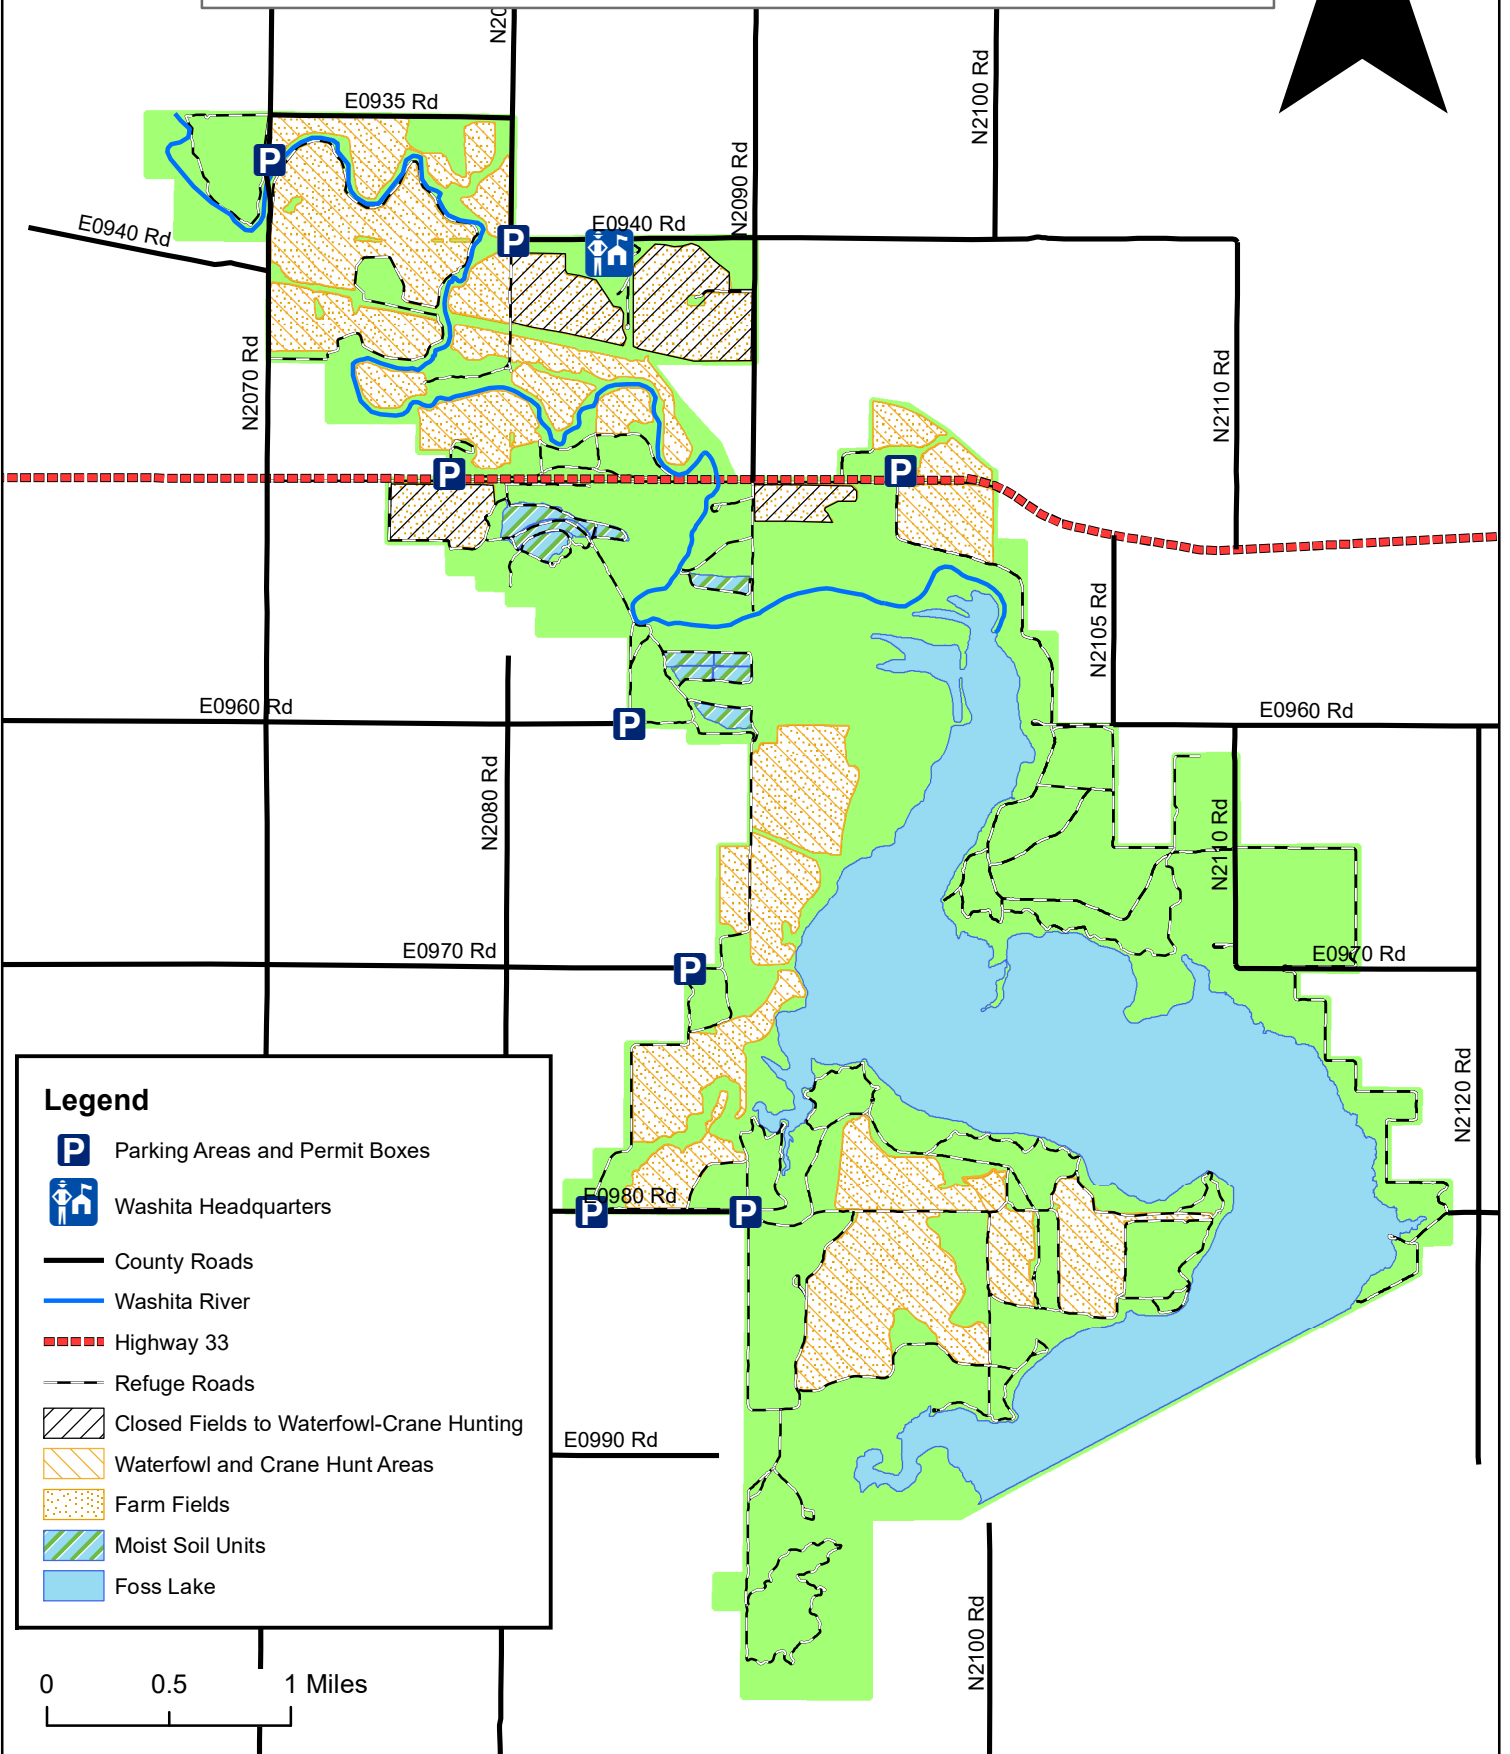 N20
E0935 Rd
N2100 Rd
N2090 Rd
P
E0940 Rd
E0940 Rd
P
N2070 Rd
N2110 Rd
P
P
N2105 Rd
E0960 Rd
P
E0960 Rd
N2080 Rd
N2110 Rd
E0970 Rd
P
E0970 Rd
N2120 Rd
E0980 Rd
P
P
E0990 Rd
N2100 Rd
Legend
P Parking Areas and Permit Boxes
Washita Headquarters
County Roads
Washita River
Highway 33
Refuge Roads
Closed Fields to Waterfowl-Crane Hunting
Waterfowl and Crane Hunt Areas
Farm Fields
Moist Soil Units
Foss Lake
0 0.5 1 Miles